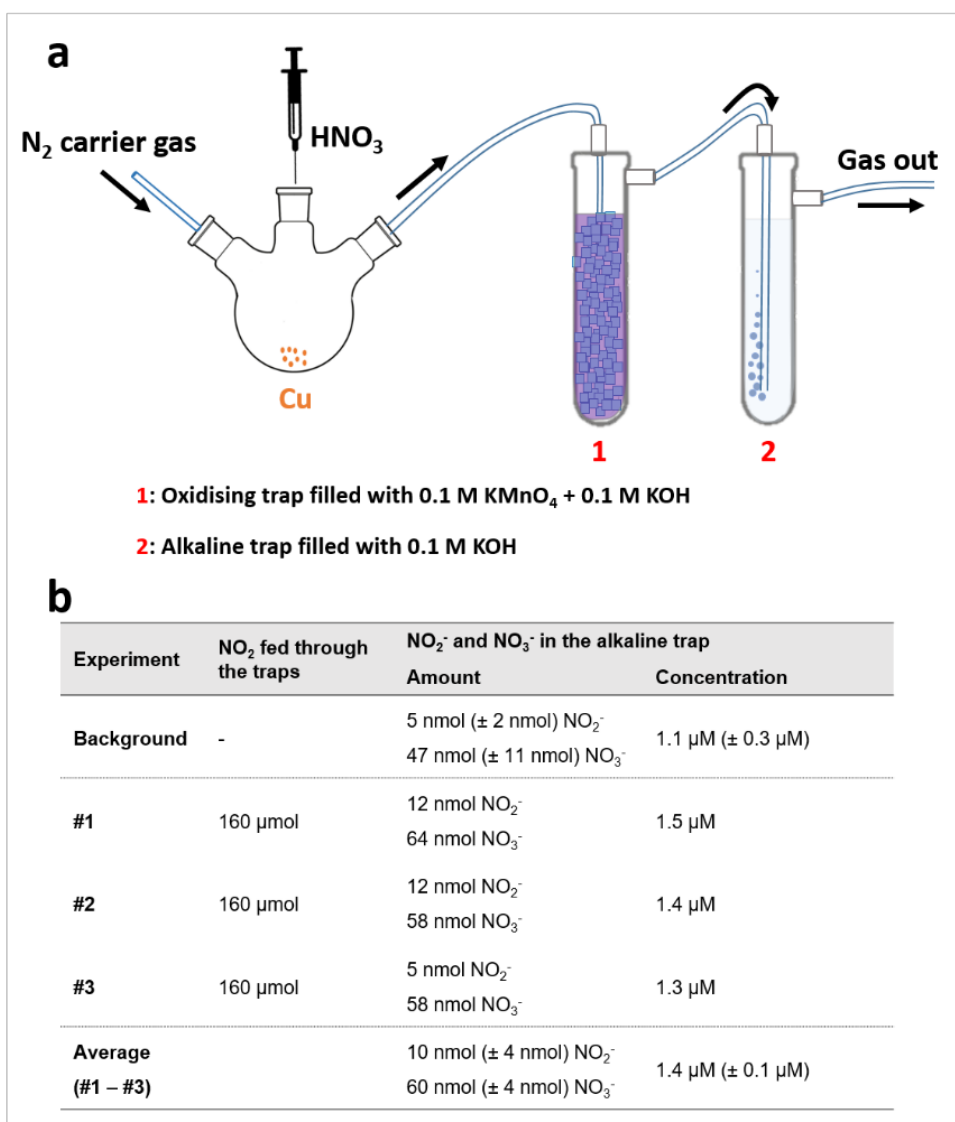 a
N₂ carrier gas
HNO₃
Gas out
Cu
1
2
1: Oxidising trap filled with 0.1 M KMnO₄ + 0.1 M KOH
2: Alkaline trap filled with 0.1 M KOH
b
Experiment
NO₂ fed through
the traps
NO₂⁻ and NO₃⁻ in the alkaline trap
Amount
Concentration
Background
-
5 nmol (± 2 nmol) NO₂⁻
47 nmol (± 11 nmol) NO₃⁻
1.1 µM (± 0.3 µM)
#1
160 µmol
12 nmol NO₂⁻
64 nmol NO₃⁻
1.5 µM
#2
160 µmol
12 nmol NO₂⁻
58 nmol NO₃⁻
1.4 µM
#3
160 µmol
5 nmol NO₂⁻
58 nmol NO₃⁻
1.3 µM
Average
(#1 – #3)
10 nmol (± 4 nmol) NO₂⁻
60 nmol (± 4 nmol) NO₃⁻
1.4 µM (± 0.1 µM)